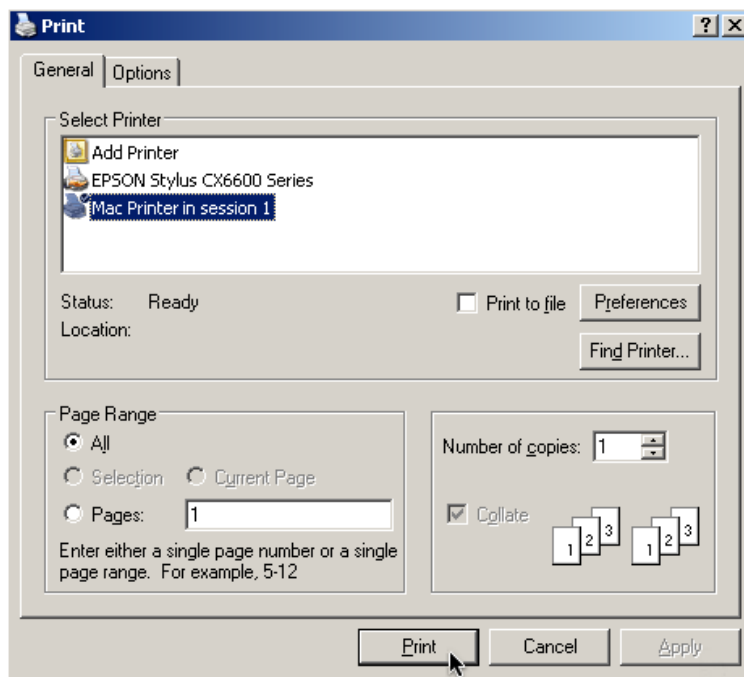 Print
General
Options
Select Printer
Add Printer
EPSON Stylus CX6600 Series
Mac Printer in session 1
Status: Ready
Print to file
Preferences
Location:
Find Printer...
Page Range
All
Selection
Current Page
Pages: 1
Enter either a single page number or a single
page range. For example, 5-12
Number of copies: 1
Collate
1 2 3 1 2 3
Print
Cancel
Apply